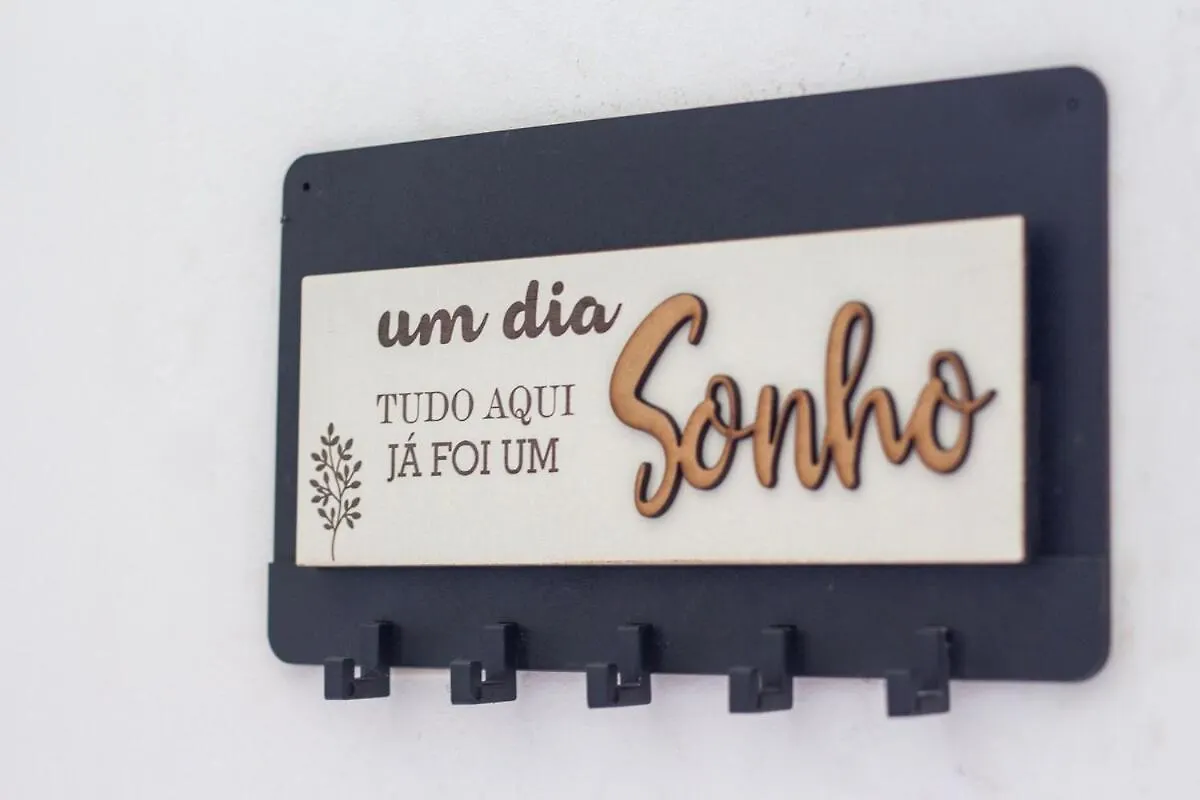 um dia
TUDO AQUI
JÁ FOI UM
Sonho